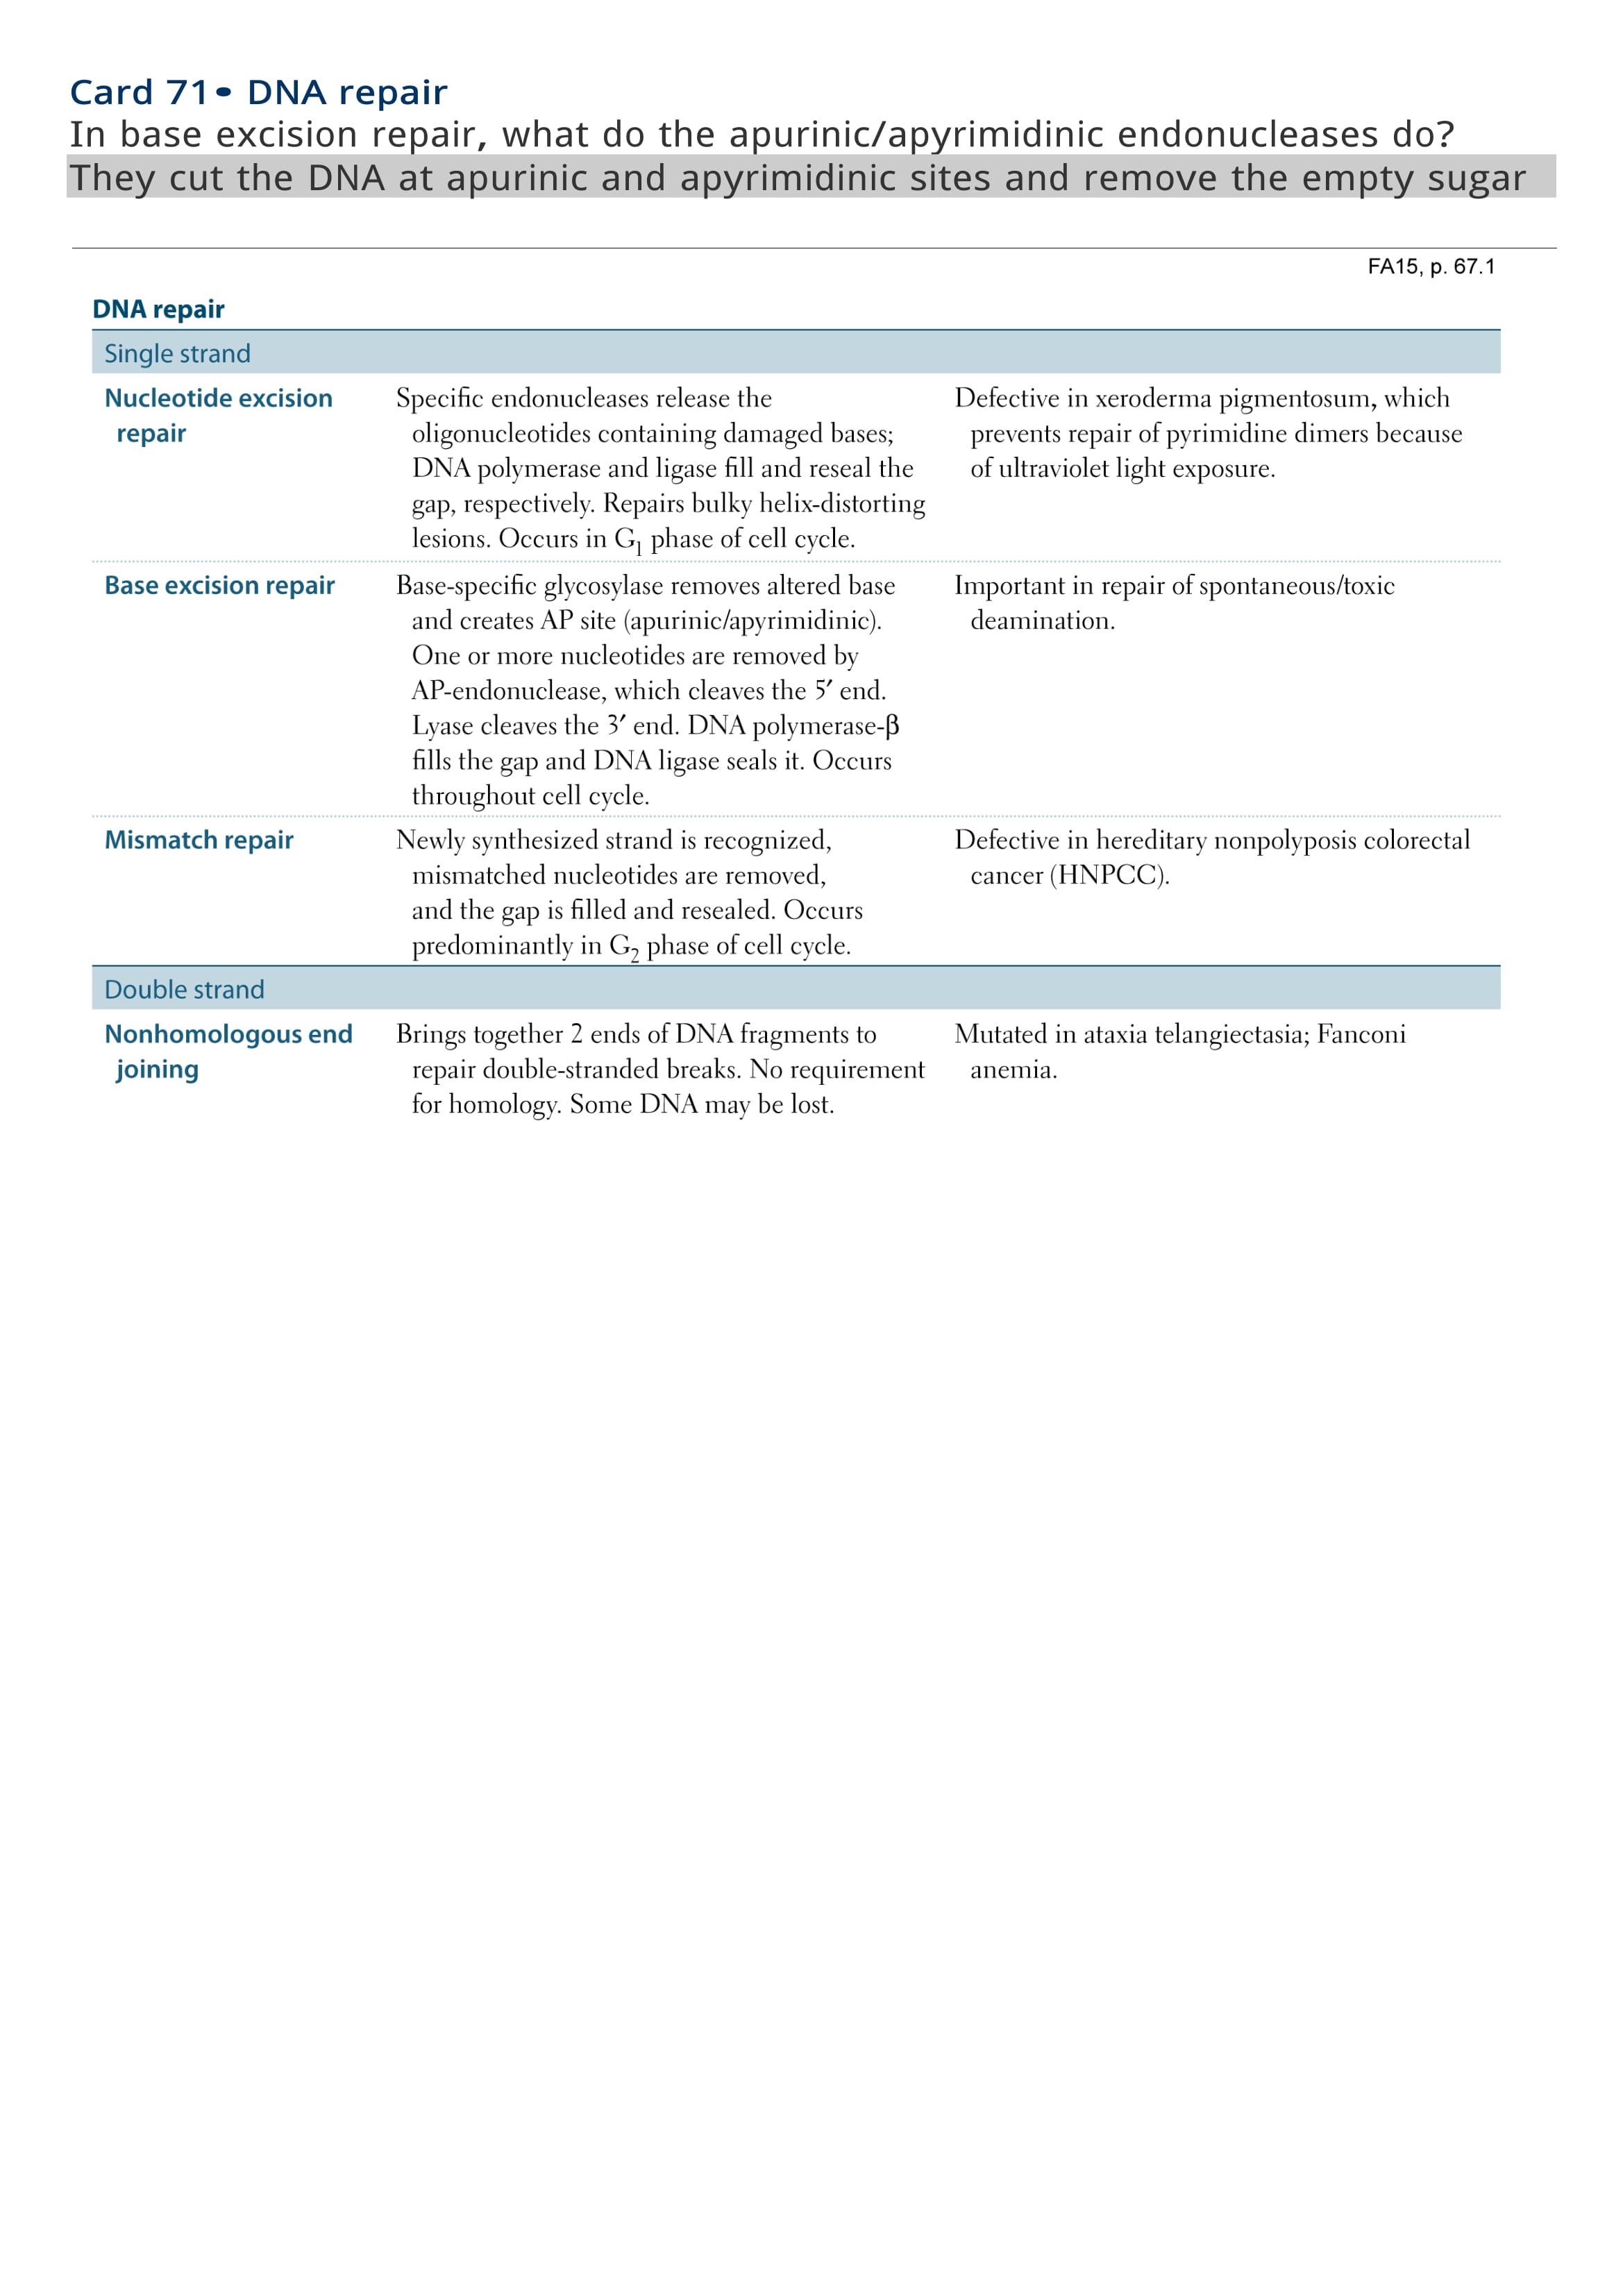 Card 71• DNA repair
In base excision repair, what do the apurinic/apyrimidinic endonucleases do?
They cut the DNA at apurinic and apyrimidinic sites and remove the empty sugar
FA15, p. 67.1
DNA repair
Single strand
Nucleotide excision
repair
Specific endonucleases release the
oligonucleotides containing damaged bases;
DNA polymerase and ligase fill and reseal the
gap, respectively. Repairs bulky helix-distorting
lesions. Occurs in G₁ phase of cell cycle.
Defective in xeroderma pigmentosum, which
prevents repair of pyrimidine dimers because
of ultraviolet light exposure.
Base excision repair
Base-specific glycosylase removes altered base
and creates AP site (apurinic/apyrimidinic).
One or more nucleotides are removed by
AP-endonuclease, which cleaves the 5′ end.
Lyase cleaves the 3′ end. DNA polymerase-β
fills the gap and DNA ligase seals it. Occurs
throughout cell cycle.
Important in repair of spontaneous/toxic
deamination.
Mismatch repair
Newly synthesized strand is recognized,
mismatched nucleotides are removed,
and the gap is filled and resealed. Occurs
predominantly in G₂ phase of cell cycle.
Defective in hereditary nonpolyposis colorectal
cancer (HNPCC).
Double strand
Nonhomologous end
joining
Brings together 2 ends of DNA fragments to
repair double-stranded breaks. No requirement
for homology. Some DNA may be lost.
Mutated in ataxia telangiectasia; Fanconi
anemia.